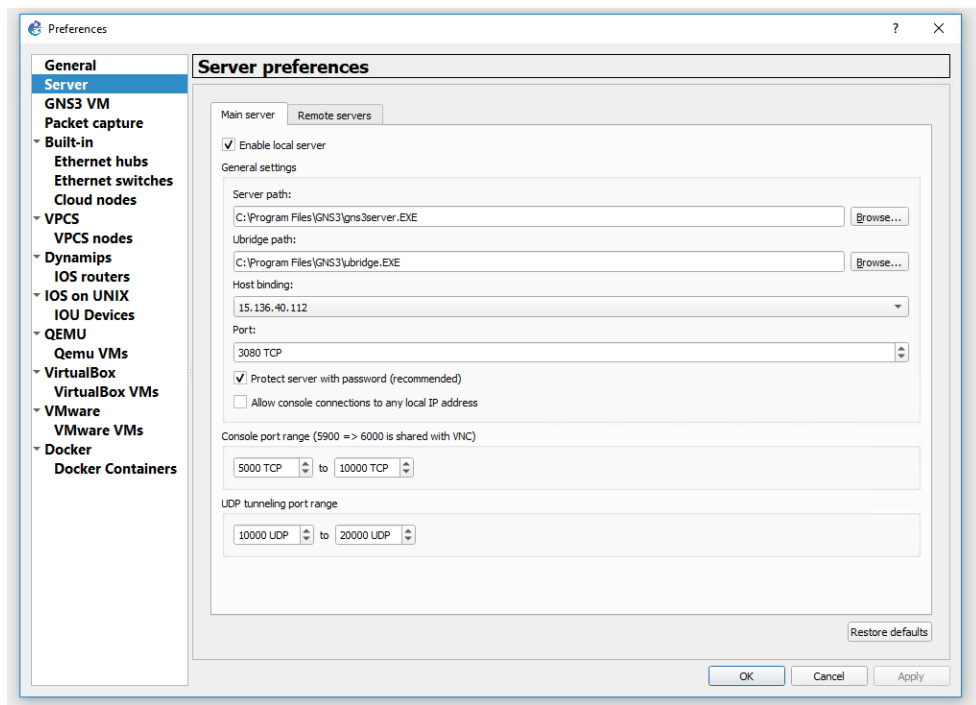 Preferences
?
General
Server
GNS3 VM
Packet capture
Built-in
Ethernet hubs
Ethernet switches
Cloud nodes
VPCS
VPCS nodes
Dynamips
IOS routers
IOS on UNIX
IOU Devices
QEMU
Qemu VMs
VirtualBox
VirtualBox VMs
VMware
VMware VMs
Docker
Docker Containers
Server preferences
Main server Remote servers
Enable local server
General settings
Server path:
C:\Program Files\GNS3\gns3server.EXE Browse...
Ubridge path:
C:\Program Files\GNS3\ubridge.EXE Browse...
Host binding:
15.136.40.112
Port:
3080 TCP
Protect server with password (recommended)
Allow console connections to any local IP address
Console port range (5900 => 6000 is shared with VNC)
5000 TCP to 10000 TCP
UDP tunneling port range
10000 UDP to 20000 UDP
Restore defaults
OK Cancel Apply